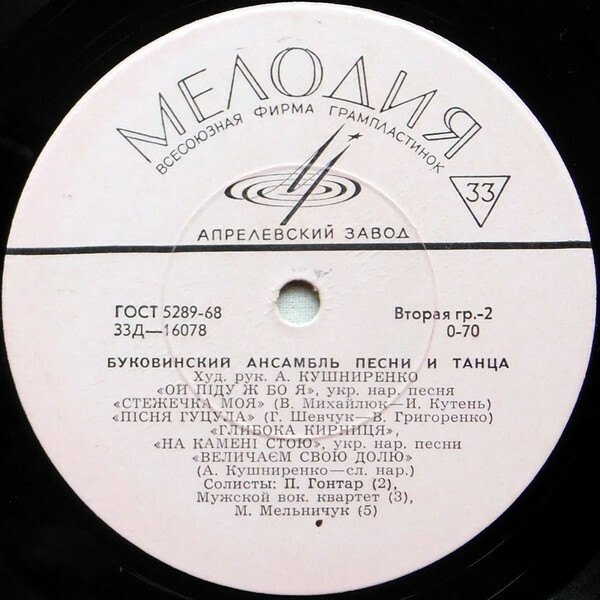 МЕЛОДИЯ
ВСЕСОЮЗНАЯ ФИРМА ГРАМПЛАСТИНОК
33
АПРЕЛЕВСКИЙ ЗАВОД
ГОСТ 5289-68 Вторая гр.-2
33Д—16078 0-70
БУКОВИНСКИЙ АНСАМБЛЬ ПЕСНИ И ТАНЦА
Худ. рук. А. КУШНИРЕНКО
«ОЙ ПІДУ Ж БО Я», укр. нар. песня
«СТЕЖЕЧКА МОЯ» (В. Михайлюк—И. Кутень)
«ПІСНЯ ГУЦУЛА» (Г. Шевчук—В. Григоренко)
«ГЛИБОКА КИРНИЦЯ»,
«НА КАМЕНІ СТОЮ», укр. нар. песни
«ВЕЛИЧАЄМ СВОЮ ДОЛЮ»
(А. Кушниренко—сл. нар.)
Солисты: П. Гонтар (2),
Мужской вок. квартет (3),
М. Мельничук (5)